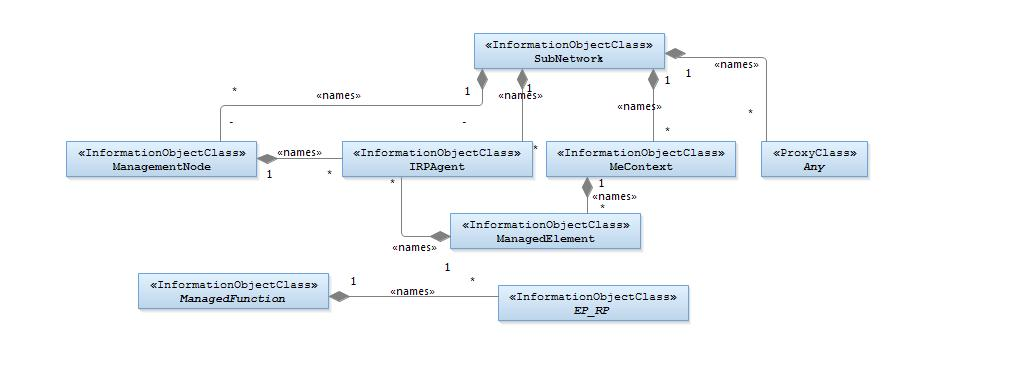 «InformationObjectClass»
SubNetwork
«names»
1
*
«names»
1
1
«names»
1
«names»
*
-
-
*
*
«InformationObjectClass»
ManagementNode
«names»
1
*
«InformationObjectClass»
IRPAgent
*
«InformationObjectClass»
MeContext
«ProxyClass»
Any
*
1
«names»
*
«InformationObjectClass»
ManagedElement
«names»
1
«InformationObjectClass»
ManagedFunction
1
«names»
*
«InformationObjectClass»
EP_RP